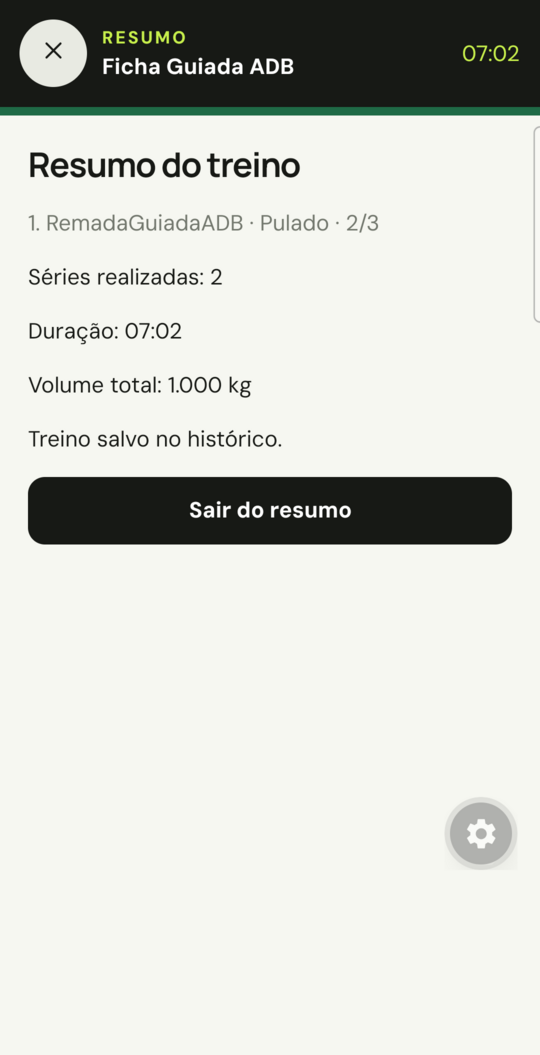 RESUMO
Ficha Guiada ADB
07:02
Resumo do treino
1. RemadaGuiadaADB · Pulado · 2/3
Séries realizadas: 2
Duração: 07:02
Volume total: 1.000 kg
Treino salvo no histórico.
Sair do resumo